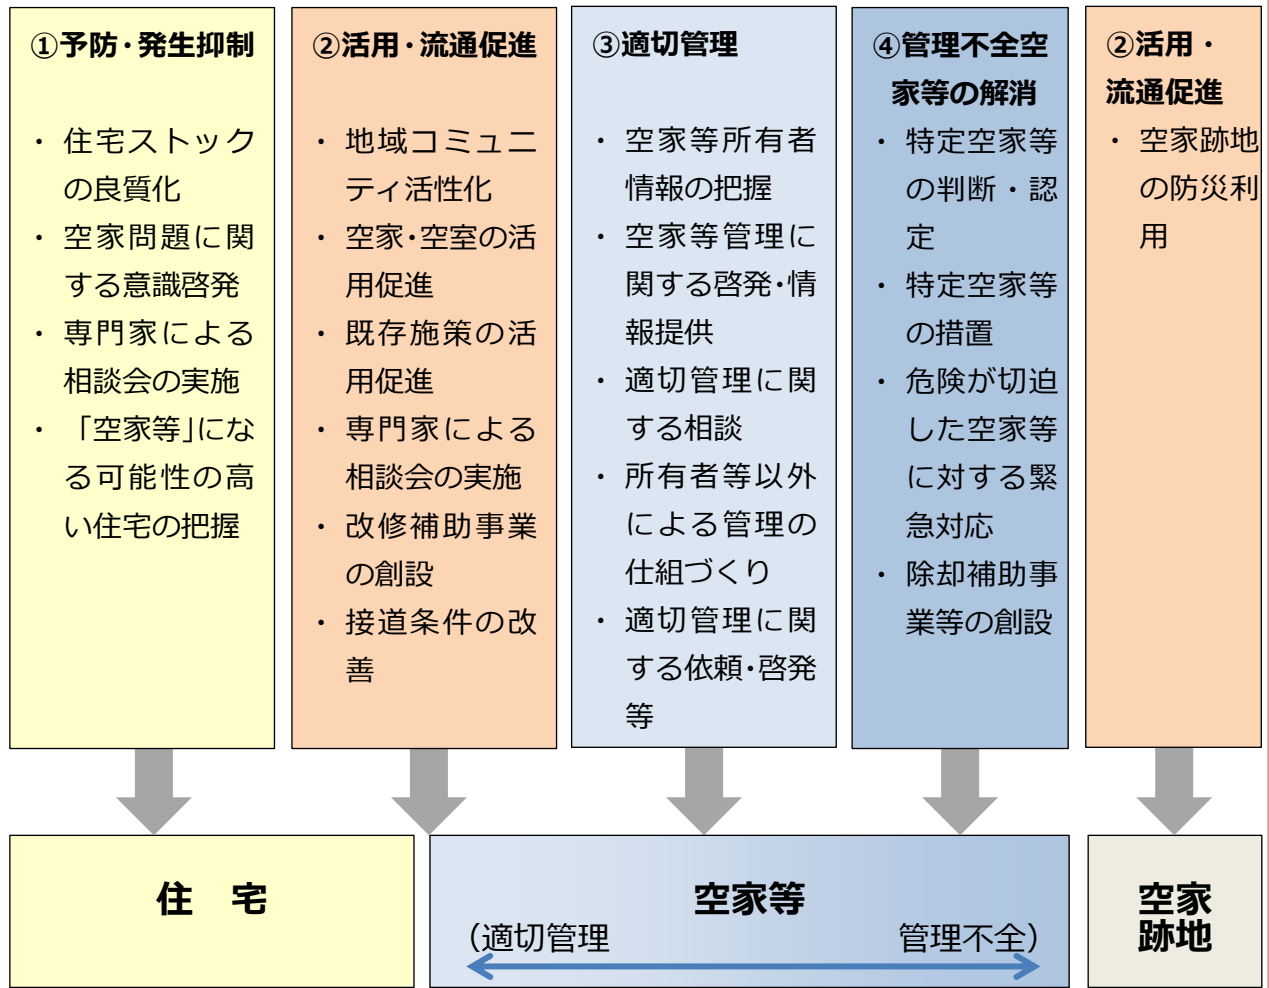 ①予防・発生抑制
・ 住宅ストック
の良質化
・ 空家問題に関
する意識啓発
・ 専門家による
相談会の実施
・ 「空家等」にな
る可能性の高
い住宅の把握
②活用・流通促進
・ 地域コミュニ
ティ活性化
・ 空家・空室の活
用促進
・ 既存施策の活
用促進
・ 専門家による
相談会の実施
・ 改修補助事業
の創設
・ 接道条件の改
善
③適切管理
・ 空家等所有者
情報の把握
・ 空家等管理に
関する啓発・情
報提供
・ 適切管理に関
する相談
・ 所有者等以外
による管理の
仕組づくり
・ 適切管理に関
する依頼・啓発
等
④管理不全空
家等の解消
・ 特定空家等
の判断・認
定
・ 特定空家等
の措置
・ 危険が切迫
した空家等
に対する緊
急対応
・ 除却補助事
業等の創設
②活用・
流通促進
・ 空家跡地
の防災利
用
住　宅
空家等
（適切管理　　　管理不全）
空家
跡地